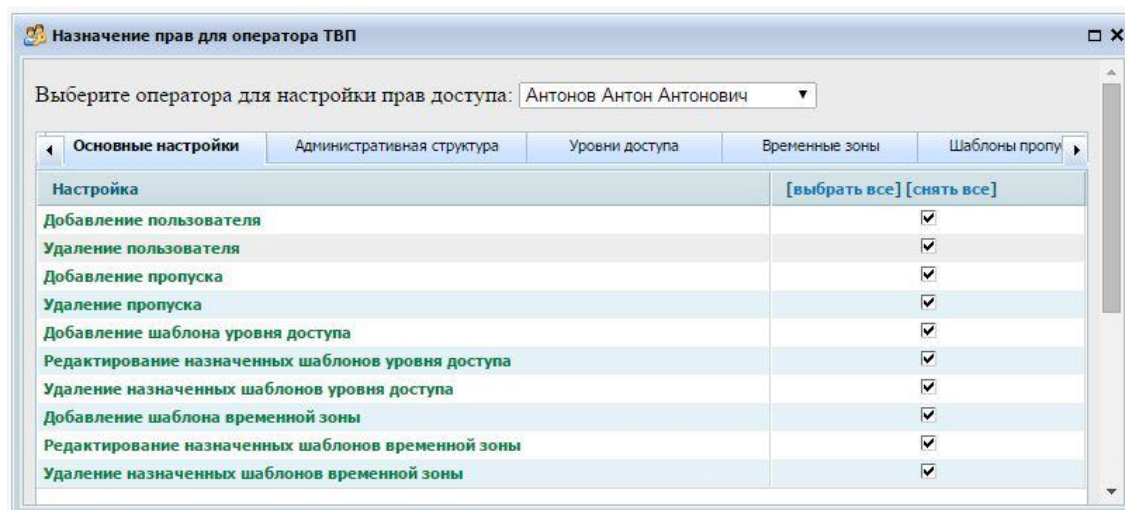 Назначение прав для оператора ТВП
Выберите оператора для настройки прав доступа: Антонов Антон Антонович
Основные настройки Административная структура Уровни доступа Временные зоны Шаблоны пропу
Настройка [выбрать все] [снять все]
Добавление пользователя
Удаление пользователя
Добавление пропуска
Удаление пропуска
Добавление шаблона уровня доступа
Редактирование назначенных шаблонов уровня доступа
Удаление назначенных шаблонов уровня доступа
Добавление шаблона временной зоны
Редактирование назначенных шаблонов временной зоны
Удаление назначенных шаблонов временной зоны